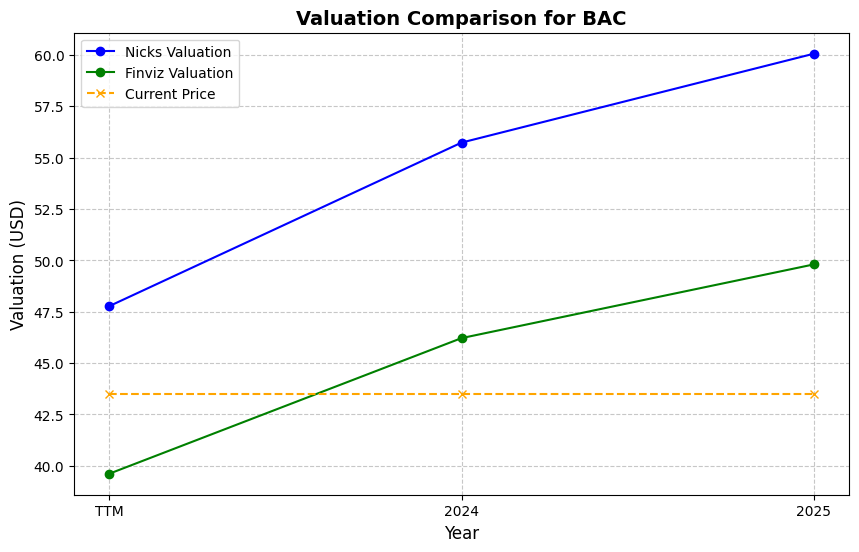 Valuation Comparison for BAC
Nicks Valuation
Finviz Valuation
Current Price
60.0
57.5
55.0
52.5
50.0
47.5
45.0
42.5
40.0
Valuation (USD)
TTM
2024
2025
Year